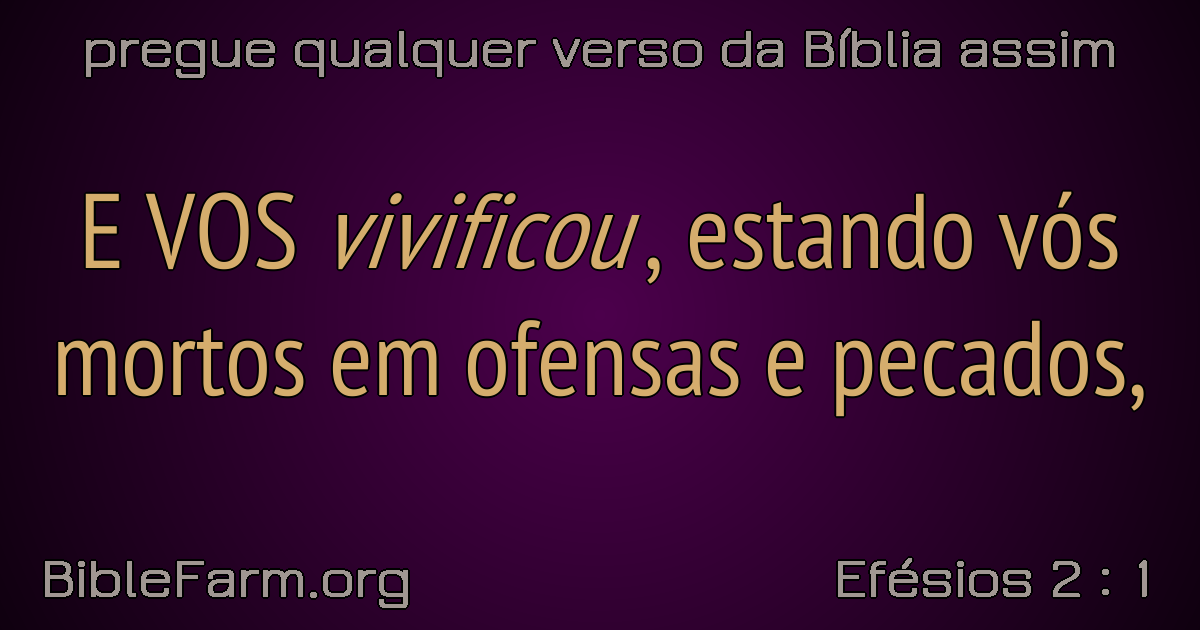 pregue qualquer verso da Bíblia assim
E VOS vivificou, estando vós
mortos em ofensas e pecados,
BibleFarm.org
Efésios 2 : 1